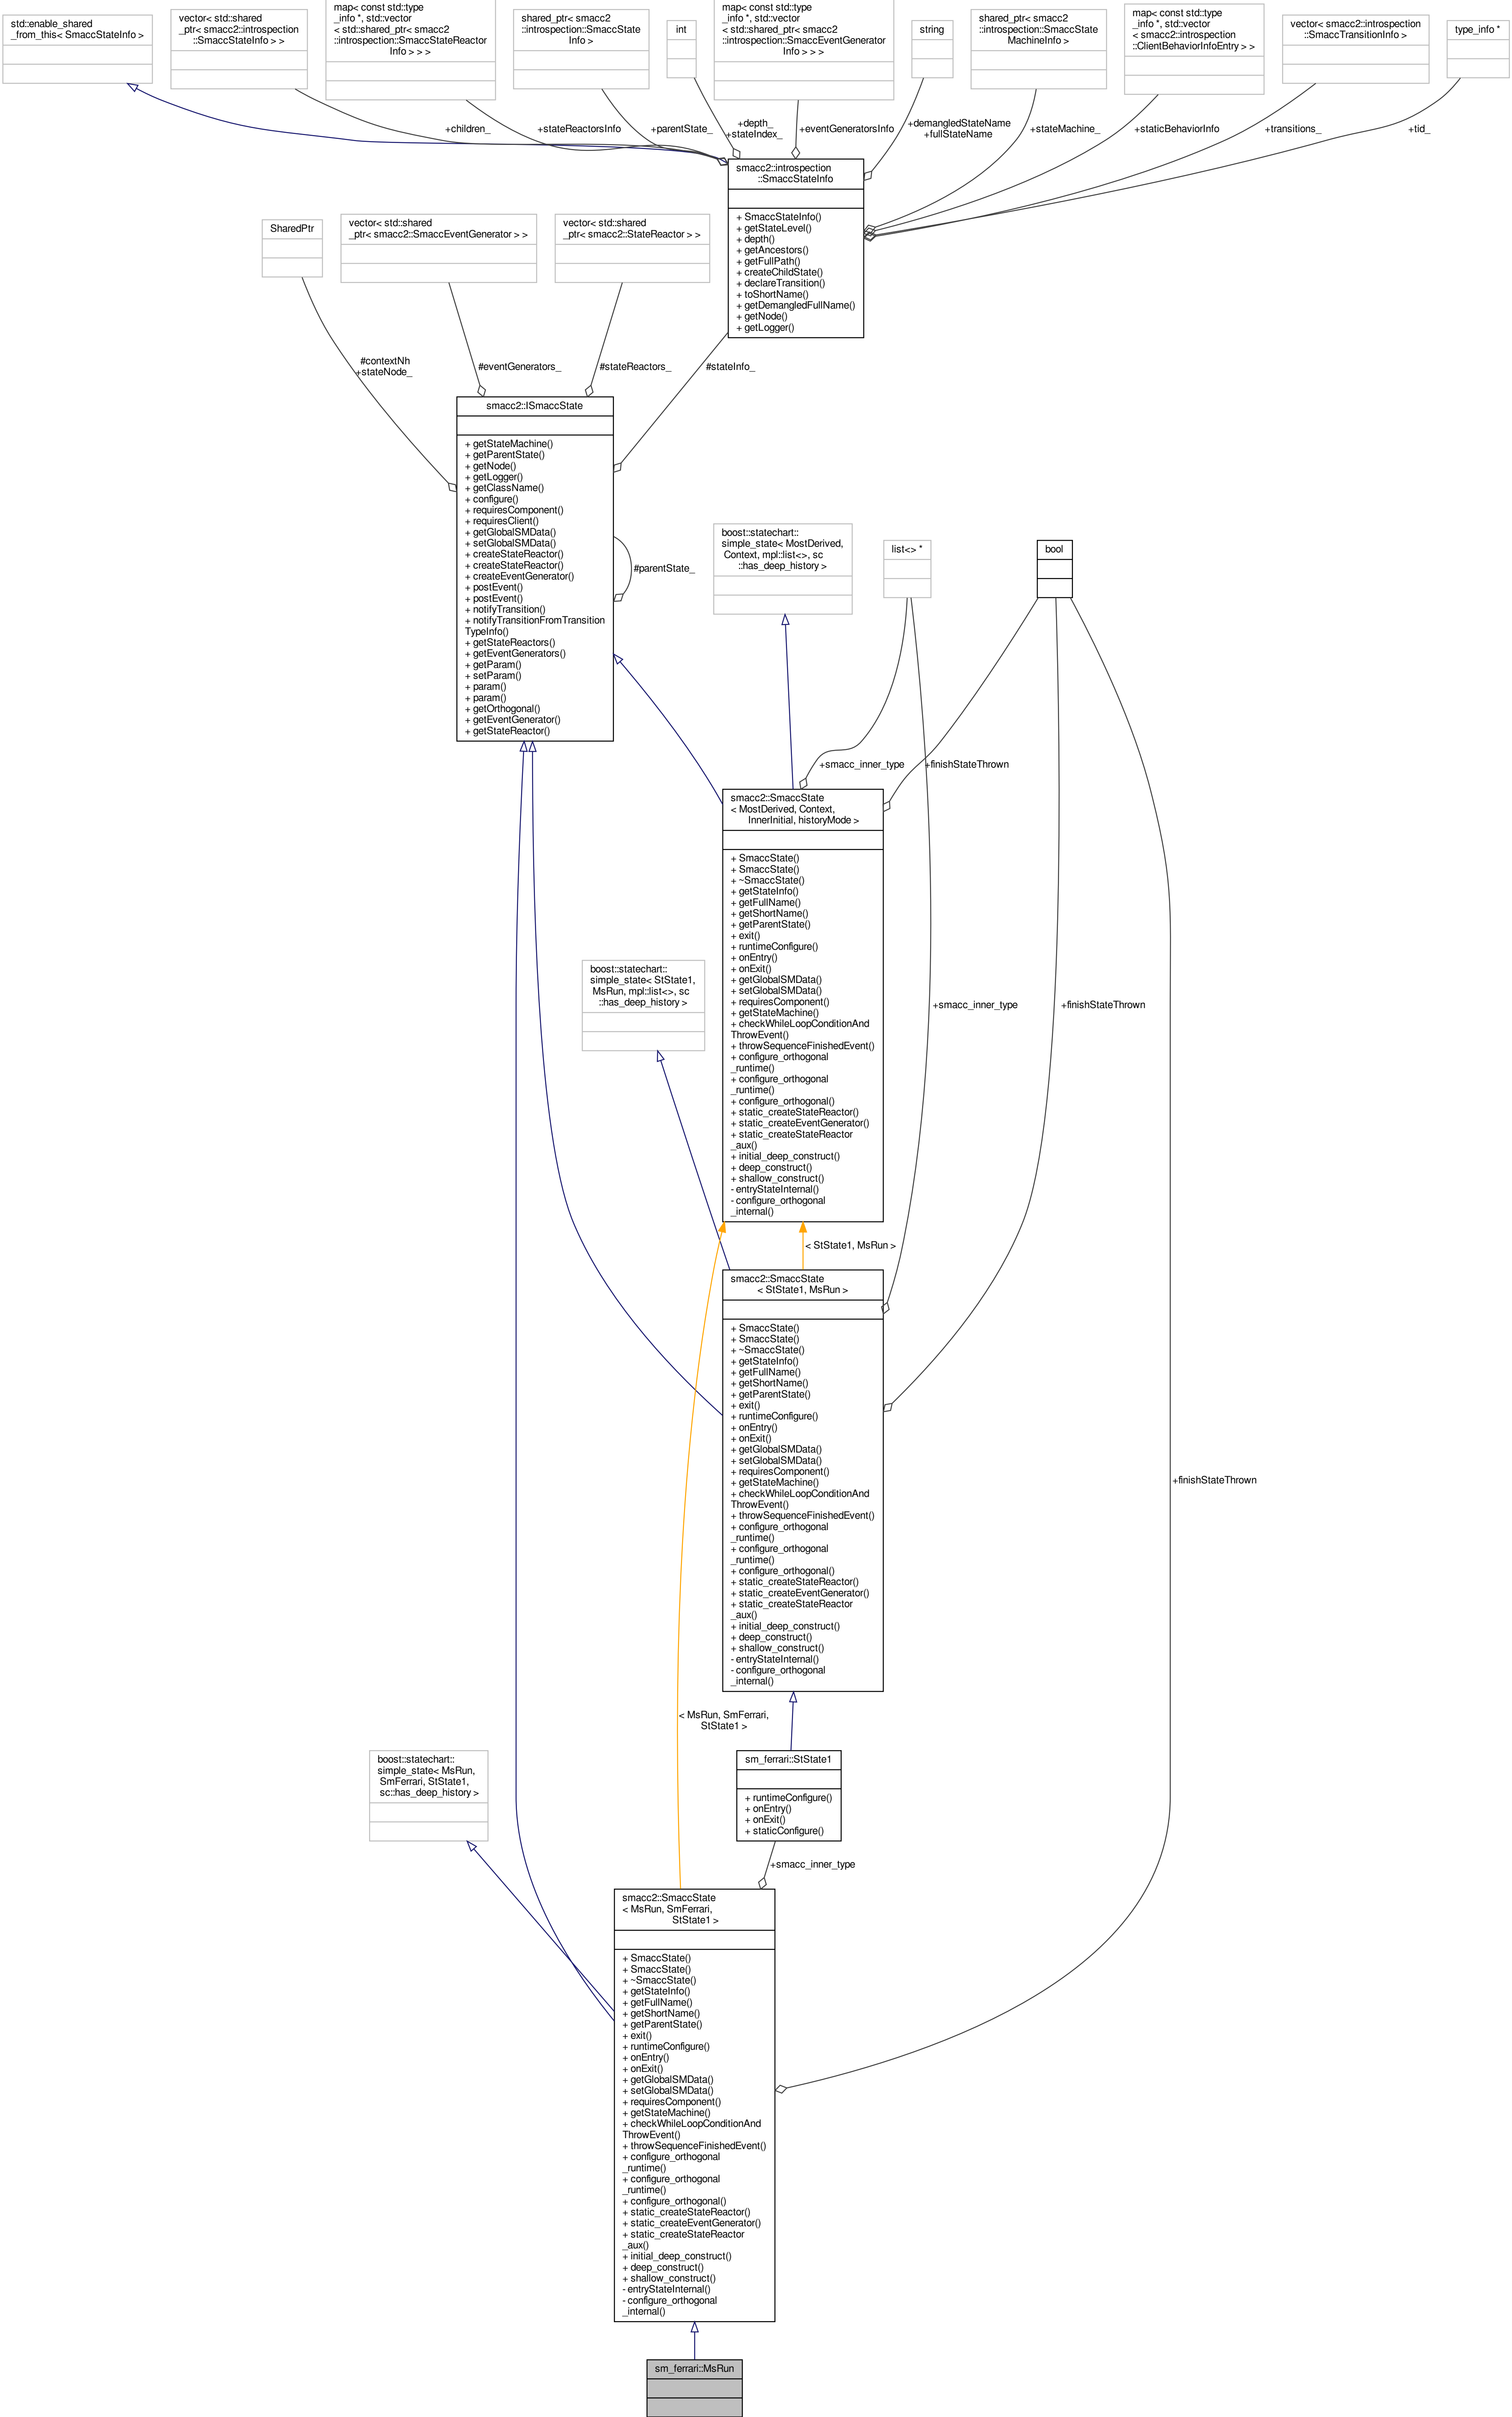 std::enable_shared
_from_this< SmaccStateInfo >
vector< std::shared
_ptr< smacc2::introspection
::SmaccStateInfo > >
map< const std::type
_info *, std::vector
< std::shared_ptr< smacc2
::introspection::SmaccStateReactor
Info > > >
shared_ptr< smacc2
::introspection::SmaccState
Info >
int
map< const std::type
_info *, std::vector
< std::shared_ptr< smacc2
::introspection::SmaccEventGenerator
Info > > >
string
shared_ptr< smacc2
::introspection::SmaccState
MachineInfo >
map< const std::type
_info *, std::vector
< smacc2::introspection
::ClientBehaviorInfoEntry > >
vector< smacc2::introspection
::SmaccTransitionInfo >
type_info *
+children_
+stateReactorsInfo
+parentState_
+depth_
+stateIndex_
+eventGeneratorsInfo
+demangledStateName
+fullStateName
+stateMachine_
+staticBehaviorInfo
+transitions_
+tid_
smacc2::introspection
::SmaccStateInfo
+ SmaccStateInfo()
+ getStateLevel()
+ depth()
+ getAncestors()
+ getFullPath()
+ createChildState()
+ declareTransition()
+ toShortName()
+ getDemangledFullName()
+ getNode()
+ getLogger()
SharedPtr
vector< std::shared
_ptr< smacc2::SmaccEventGenerator > >
vector< std::shared
_ptr< smacc2::StateReactor > >
#contextNh
+stateNode_
#eventGenerators_
#stateReactors_
#stateInfo_
smacc2::ISmaccState
+ getStateMachine()
+ getParentState()
+ getNode()
+ getLogger()
+ getClassName()
+ configure()
+ requiresComponent()
+ requiresClient()
+ getGlobalSMData()
+ setGlobalSMData()
+ createStateReactor()
+ createStateReactor()
+ createEventGenerator()
+ postEvent()
+ postEvent()
+ notifyTransition()
+ notifyTransitionFromTransition
TypeInfo()
+ getStateReactors()
+ getEventGenerators()
+ getParam()
+ setParam()
+ param()
+ param()
+ getOrthogonal()
+ getEventGenerator()
+ getStateReactor()
#parentState_
boost::statechart::
simple_state< MostDerived,
Context, mpl::list<>, sc
::has_deep_history >
list<> *
bool
+smacc_inner_type
+finishStateThrown
smacc2::SmaccState
< MostDerived, Context,
InnerInitial, historyMode >
+ SmaccState()
+ SmaccState()
+ ~SmaccState()
+ getStateInfo()
+ getFullName()
+ getShortName()
+ getParentState()
+ exit()
+ runtimeConfigure()
+ onEntry()
+ onExit()
+ getGlobalSMData()
+ setGlobalSMData()
+ requiresComponent()
+ getStateMachine()
+ checkWhileLoopConditionAnd
ThrowEvent()
+ throwSequenceFinishedEvent()
+ configure_orthogonal
_runtime()
+ configure_orthogonal
_runtime()
+ configure_orthogonal()
+ static_createStateReactor()
+ static_createEventGenerator()
+ static_createStateReactor
_aux()
+ initial_deep_construct()
+ deep_construct()
+ shallow_construct()
- entryStateInternal()
- configure_orthogonal
_internal()
boost::statechart::
simple_state< StState1,
MsRun, mpl::list<>, sc
::has_deep_history >
+smacc_inner_type
+finishStateThrown
< StState1, MsRun >
smacc2::SmaccState
< StState1, MsRun >
+ SmaccState()
+ SmaccState()
+ ~SmaccState()
+ getStateInfo()
+ getFullName()
+ getShortName()
+ getParentState()
+ exit()
+ runtimeConfigure()
+ onEntry()
+ onExit()
+ getGlobalSMData()
+ setGlobalSMData()
+ requiresComponent()
+ getStateMachine()
+ checkWhileLoopConditionAnd
ThrowEvent()
+ throwSequenceFinishedEvent()
+ configure_orthogonal
_runtime()
+ configure_orthogonal
_runtime()
+ configure_orthogonal()
+ static_createStateReactor()
+ static_createEventGenerator()
+ static_createStateReactor
_aux()
+ initial_deep_construct()
+ deep_construct()
+ shallow_construct()
- entryStateInternal()
- configure_orthogonal
_internal()
+finishStateThrown
< MsRun, SmFerrari,
StState1 >
boost::statechart::
simple_state< MsRun,
SmFerrari, StState1,
sc::has_deep_history >
sm_ferrari::StState1
+ runtimeConfigure()
+ onEntry()
+ onExit()
+ staticConfigure()
+smacc_inner_type
smacc2::SmaccState
< MsRun, SmFerrari,
StState1 >
+ SmaccState()
+ SmaccState()
+ ~SmaccState()
+ getStateInfo()
+ getFullName()
+ getShortName()
+ getParentState()
+ exit()
+ runtimeConfigure()
+ onEntry()
+ onExit()
+ getGlobalSMData()
+ setGlobalSMData()
+ requiresComponent()
+ getStateMachine()
+ checkWhileLoopConditionAnd
ThrowEvent()
+ throwSequenceFinishedEvent()
+ configure_orthogonal
_runtime()
+ configure_orthogonal
_runtime()
+ configure_orthogonal()
+ static_createStateReactor()
+ static_createEventGenerator()
+ static_createStateReactor
_aux()
+ initial_deep_construct()
+ deep_construct()
+ shallow_construct()
- entryStateInternal()
- configure_orthogonal
_internal()
sm_ferrari::MsRun